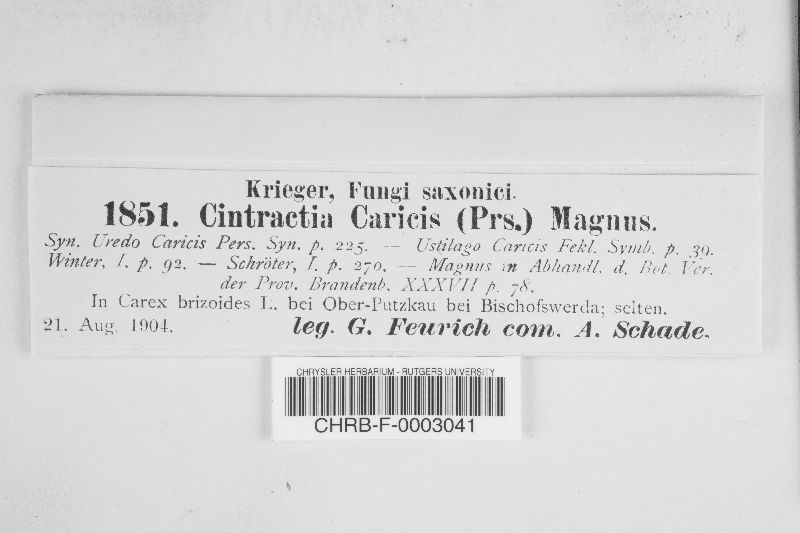 Krieger, Fungi saxonici.
1851. Cintractia Caricis (Prs.) Magnus.
Syn. Uredo Caricis Pers. Syn. p. 225. — Ustilago Caricis Fckl. Symb. p. 39.
Winter, I. p. 92. — Schröter, I. p. 270. — Magnus in Abhandl. d. Bot. Ver.
der Prov. Brandenb. XXXVII p. 78.
In Carex brizoides L. bei Ober-Putzkau bei Bischofswerda; selten.
21. Aug. 1904. leg. G. Feurich com. A. Schade.
CHRYSLER HERBARIUM - RUTGERS UNIVERSITY
CHRB-F-0003041